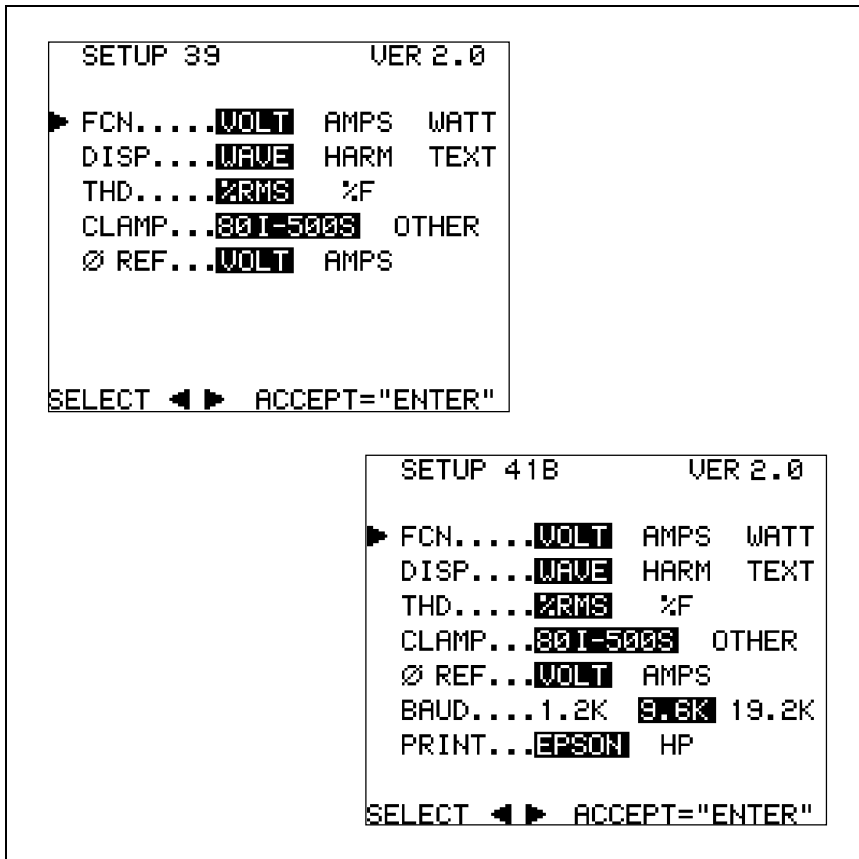 SETUP 39 VER 2.0
► FCN.....VOLT AMPS WATT
DISP....WAVE HARM TEXT
THD.....%RMS %F
CLAMP...80I-500S OTHER
Ø REF...VOLT AMPS
SELECT ◄ ► ACCEPT="ENTER"
SETUP 41B VER 2.0
► FCN.....VOLT AMPS WATT
DISP....WAVE HARM TEXT
THD.....%RMS %F
CLAMP...80I-500S OTHER
Ø REF...VOLT AMPS
BAUD....1.2K 9.6K 19.2K
PRINT...EPSON HP
SELECT ◄ ► ACCEPT="ENTER"